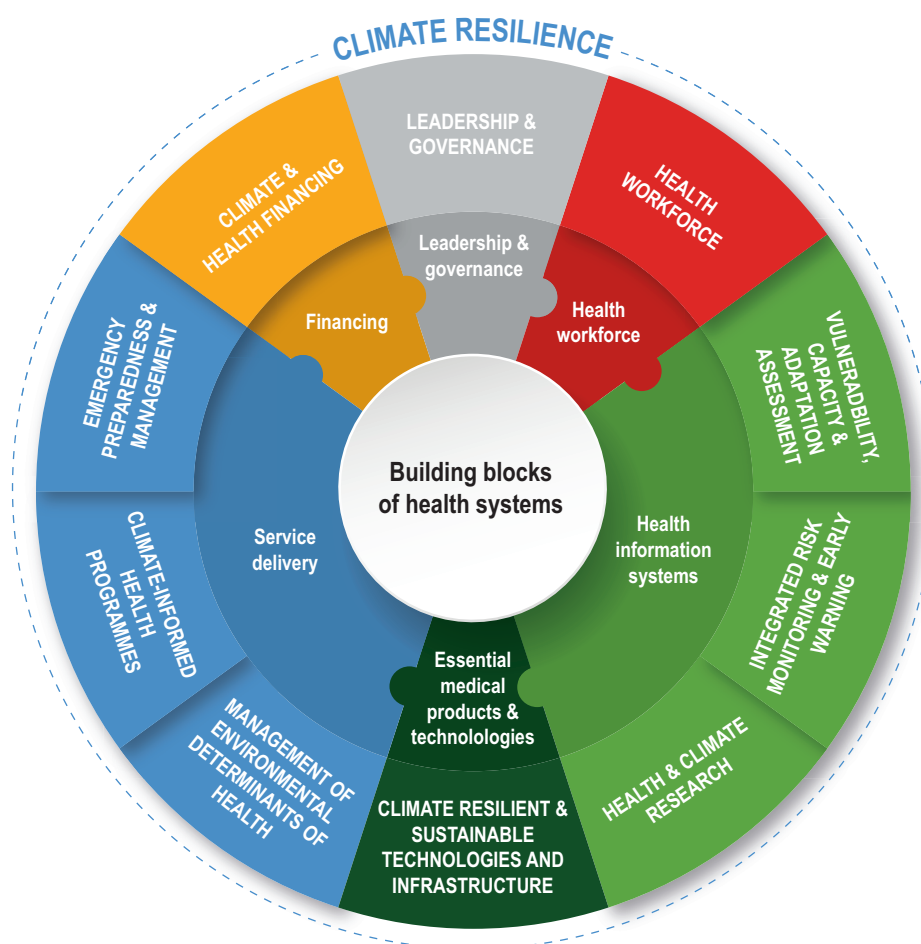 CLIMATE RESILIENCE
LEADERSHIP &
GOVERNANCE
HEALTH
WORKFORCE
VULNERADBILITY,
CAPACITY &
ADAPTATION
ASSESSMENT
INTEGRATED RISK
MONITORING & EARLY
WARNING
HEALTH & CLIMATE
RESEARCH
CLIMATE RESILIENT &
SUSTAINABLE
TECHNOLOGIES AND
INFRASTRUCTURE
MANAGEMENT OF
ENVIRONMENTAL
DETERMINANTS OF
HEALTH
CLIMATE-INFORMED
HEALTH
PROGRAMMES
EMERGENCY
PREPAREDNESS &
MANAGEMENT
CLIMATE &
HEALTH FINANCING
Leadership &
governance
Health
workforce
Health
information
systems
Essential
medical
products &
technolologies
Service
delivery
Financing
Building blocks
of health systems